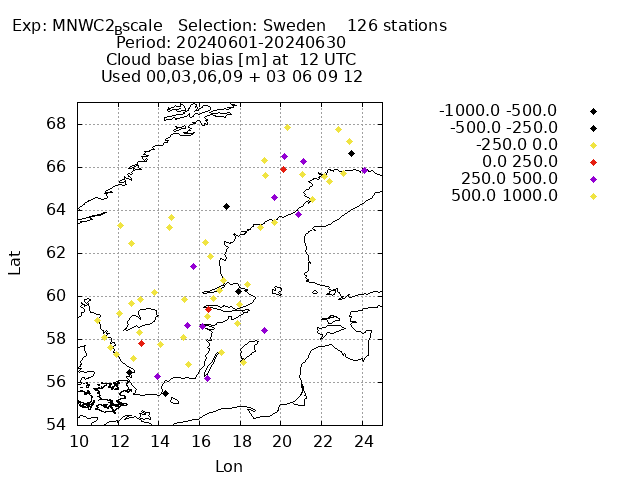 Exp: MNWC2_Bscale   Selection: Sweden    126 stations
Period: 20240601-20240630
Cloud base bias [m] at  12 UTC
Used 00,03,06,09 + 03 06 09 12
-1000.0 -500.0
-500.0 -250.0
-250.0 0.0
0.0 250.0
250.0 500.0
500.0 1000.0
68
66
64
62
60
58
56
54
Lat
10 12 14 16 18 20 22 24
Lon